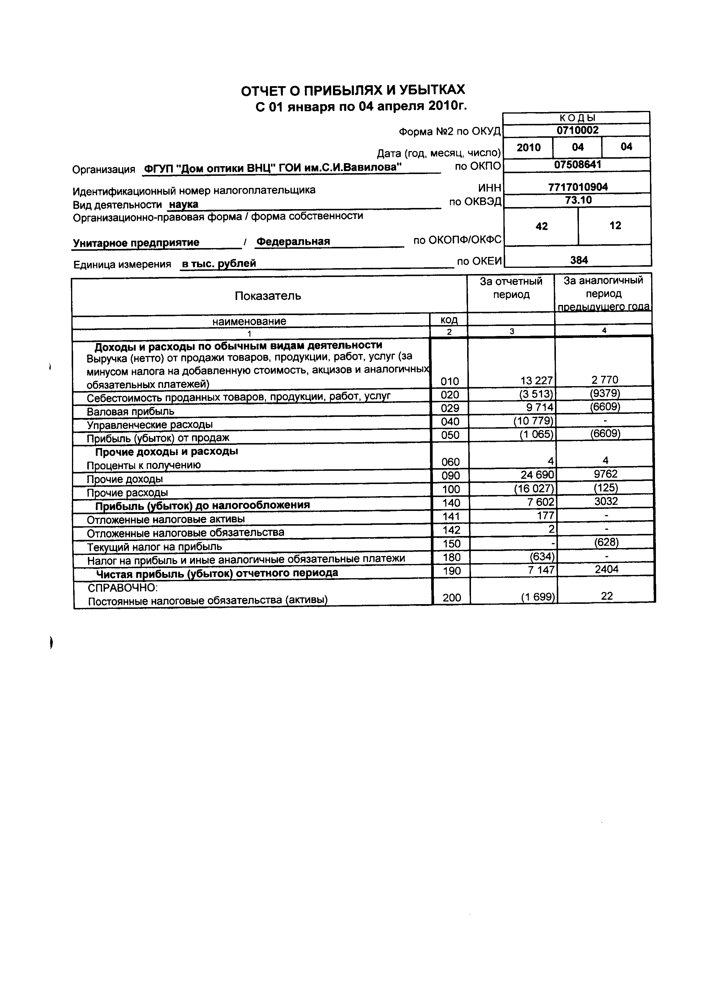 ОТЧЕТ О ПРИБЫЛЯХ И УБЫТКАХ
С 01 января по 04 апреля 2010г.
КОДЫ
Форма №2 по ОКУД 0710002
Дата (год, месяц, число) 2010 04 04
Организация ФГУП "Дом оптики ВНЦ" ГОИ им.С.И.Вавилова" по ОКПО 07508641
Идентификационный номер налогоплательщика ИНН 7717010904
Вид деятельности наука по ОКВЭД 73.10
Организационно-правовая форма / форма собственности
Унитарное предприятие / Федеральная по ОКОПФ/ОКФС 42 12
Единица измерения в тыс. рублей по ОКЕИ 384
Показатель За отчетный период За аналогичный период предыдущего года
наименование код
1 2 3 4
Доходы и расходы по обычным видам деятельности
Выручка (нетто) от продажи товаров, продукции, работ, услуг (за
минусом налога на добавленную стоимость, акцизов и аналогичных
обязательных платежей) 010 13 227 2 770
Себестоимость проданных товаров, продукции, работ, услуг 020 (3 513) (9379)
Валовая прибыль 029 9 714 (6609)
Управленческие расходы 040 (10 779) -
Прибыль (убыток) от продаж 050 (1 065) (6609)
Прочие доходы и расходы
Проценты к получению 060 4 4
Прочие доходы 090 24 690 9762
Прочие расходы 100 (16 027) (125)
Прибыль (убыток) до налогообложения 140 7 602 3032
Отложенные налоговые активы 141 177 -
Отложенные налоговые обязательства 142 2 -
Текущий налог на прибыль 150 - (628)
Налог на прибыль и иные аналогичные обязательные платежи 180 (634) -
Чистая прибыль (убыток) отчетного периода 190 7 147 2404
СПРАВОЧНО:
Постоянные налоговые обязательства (активы) 200 (1 699) 22